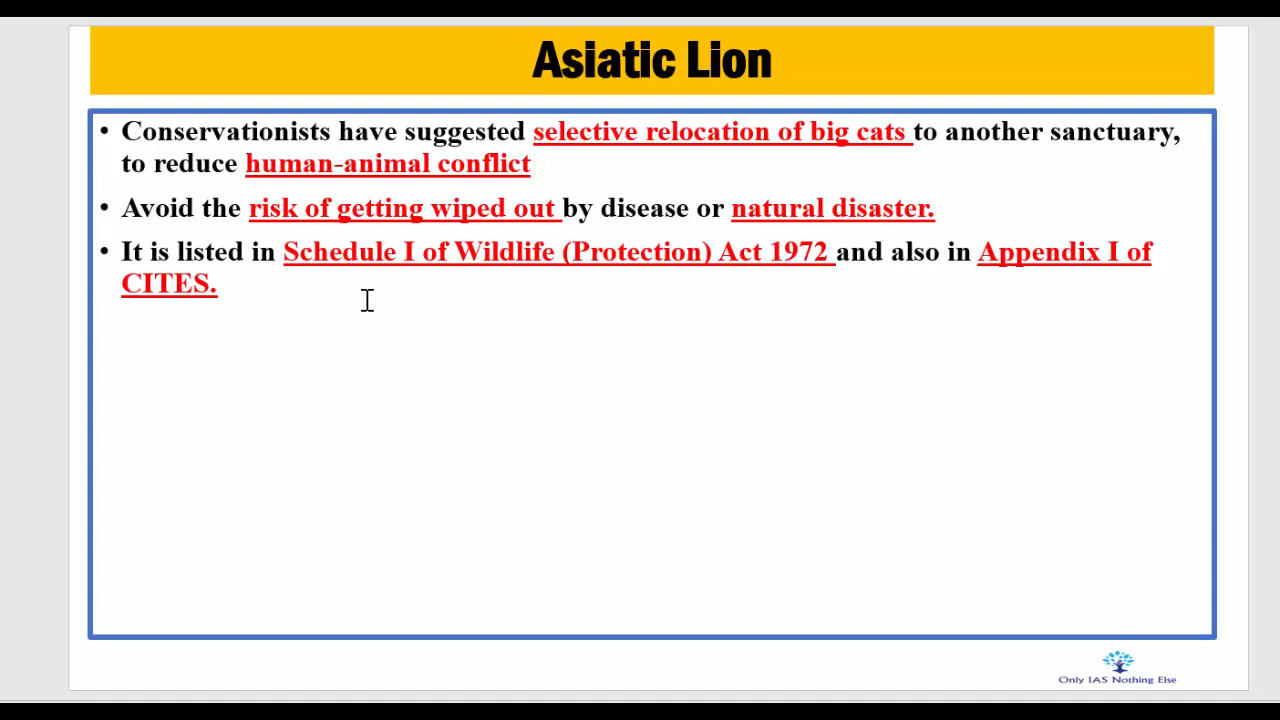 Asiatic Lion
• Conservationists have suggested selective relocation of big cats to another sanctuary,
to reduce human-animal conflict
• Avoid the risk of getting wiped out by disease or natural disaster.
• It is listed in Schedule I of Wildlife (Protection) Act 1972 and also in Appendix I of
CITES.
Only IAS Nothing Else